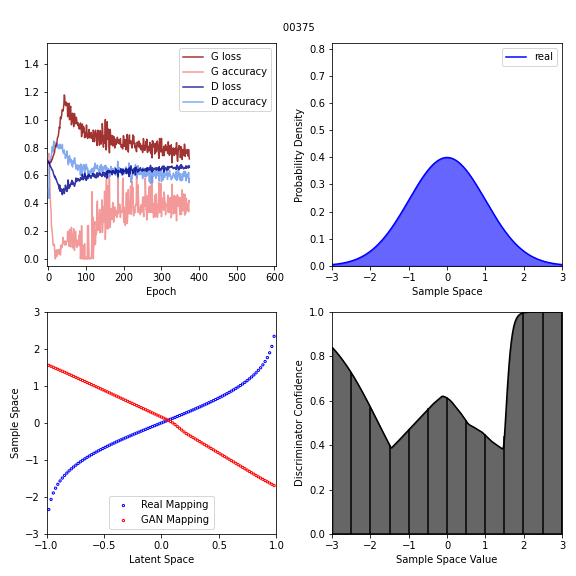 00375
1.4
1.2
1.0
0.8
0.6
0.4
0.2
0.0
G loss
G accuracy
D loss
D accuracy
0 100 200 300 400 500 600
Epoch
Probability Density
0.8
0.7
0.6
0.5
0.4
0.3
0.2
0.1
0.0
real
−3 −2 −1 0 1 2 3
Sample Space
Sample Space
3
2
1
0
−1
−2
−3
Real Mapping
GAN Mapping
−1.0 −0.5 0.0 0.5 1.0
Latent Space
Discriminator Confidence
1.0
0.8
0.6
0.4
0.2
0.0
−3 −2 −1 0 1 2 3
Sample Space Value